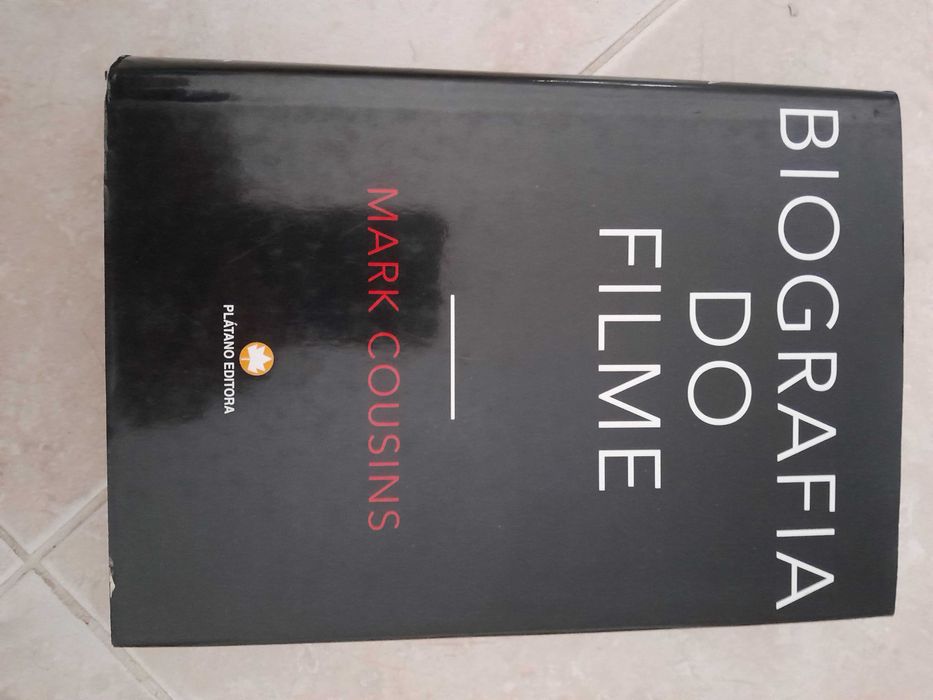 BIOGRAFIA
DO
FILME
MARK COUSINS
PLÁTANO EDITORA